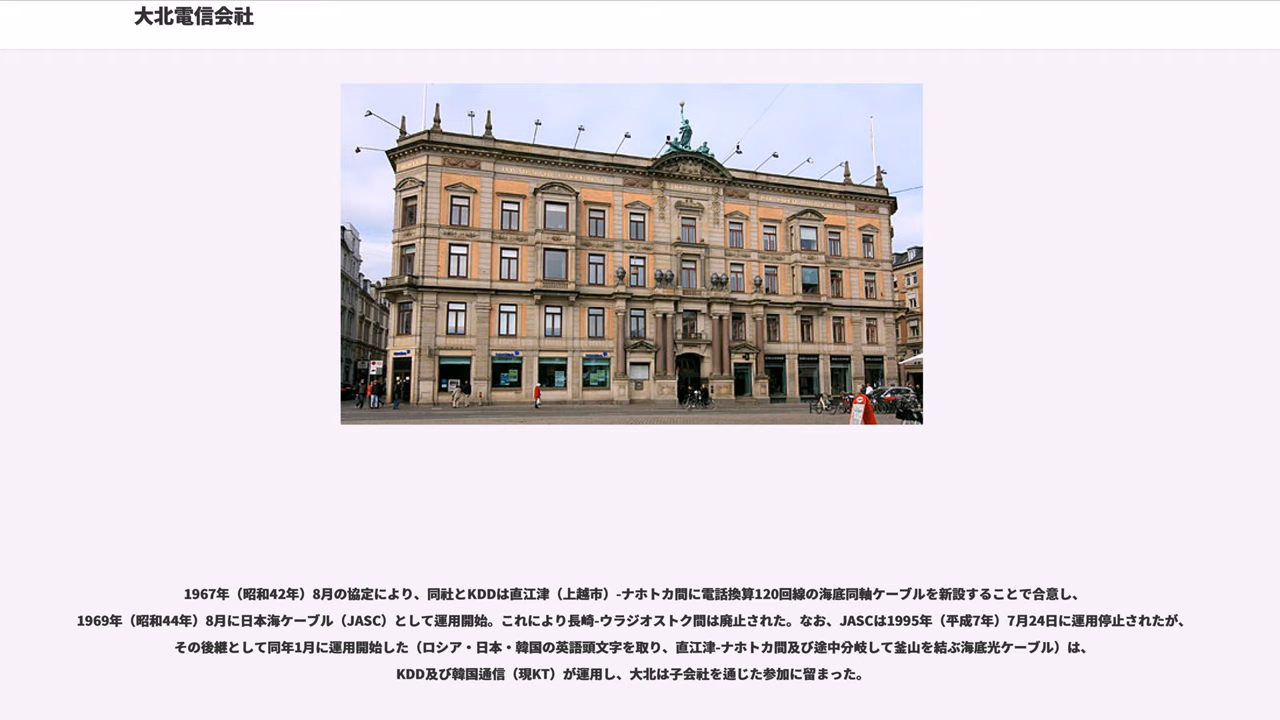 大北電信会社
1967年（昭和42年）8月の協定により、同社とKDDは直江津（上越市）-ナホトカ間に電話換算120回線の海底同軸ケーブルを新設することで合意し、
1969年（昭和44年）8月に日本海ケーブル（JASC）として運用開始。これにより長崎-ウラジオストク間は廃止された。なお、JASCは1995年（平成7年）7月24日に運用停止されたが、
その後継として同年1月に運用開始した（ロシア・日本・韓国の英語頭文字を取り、直江津-ナホトカ間及び途中分岐して釜山を結ぶ海底光ケーブル）は、
KDD及び韓国通信（現KT）が運用し、大北は子会社を通じた参加に留まった。